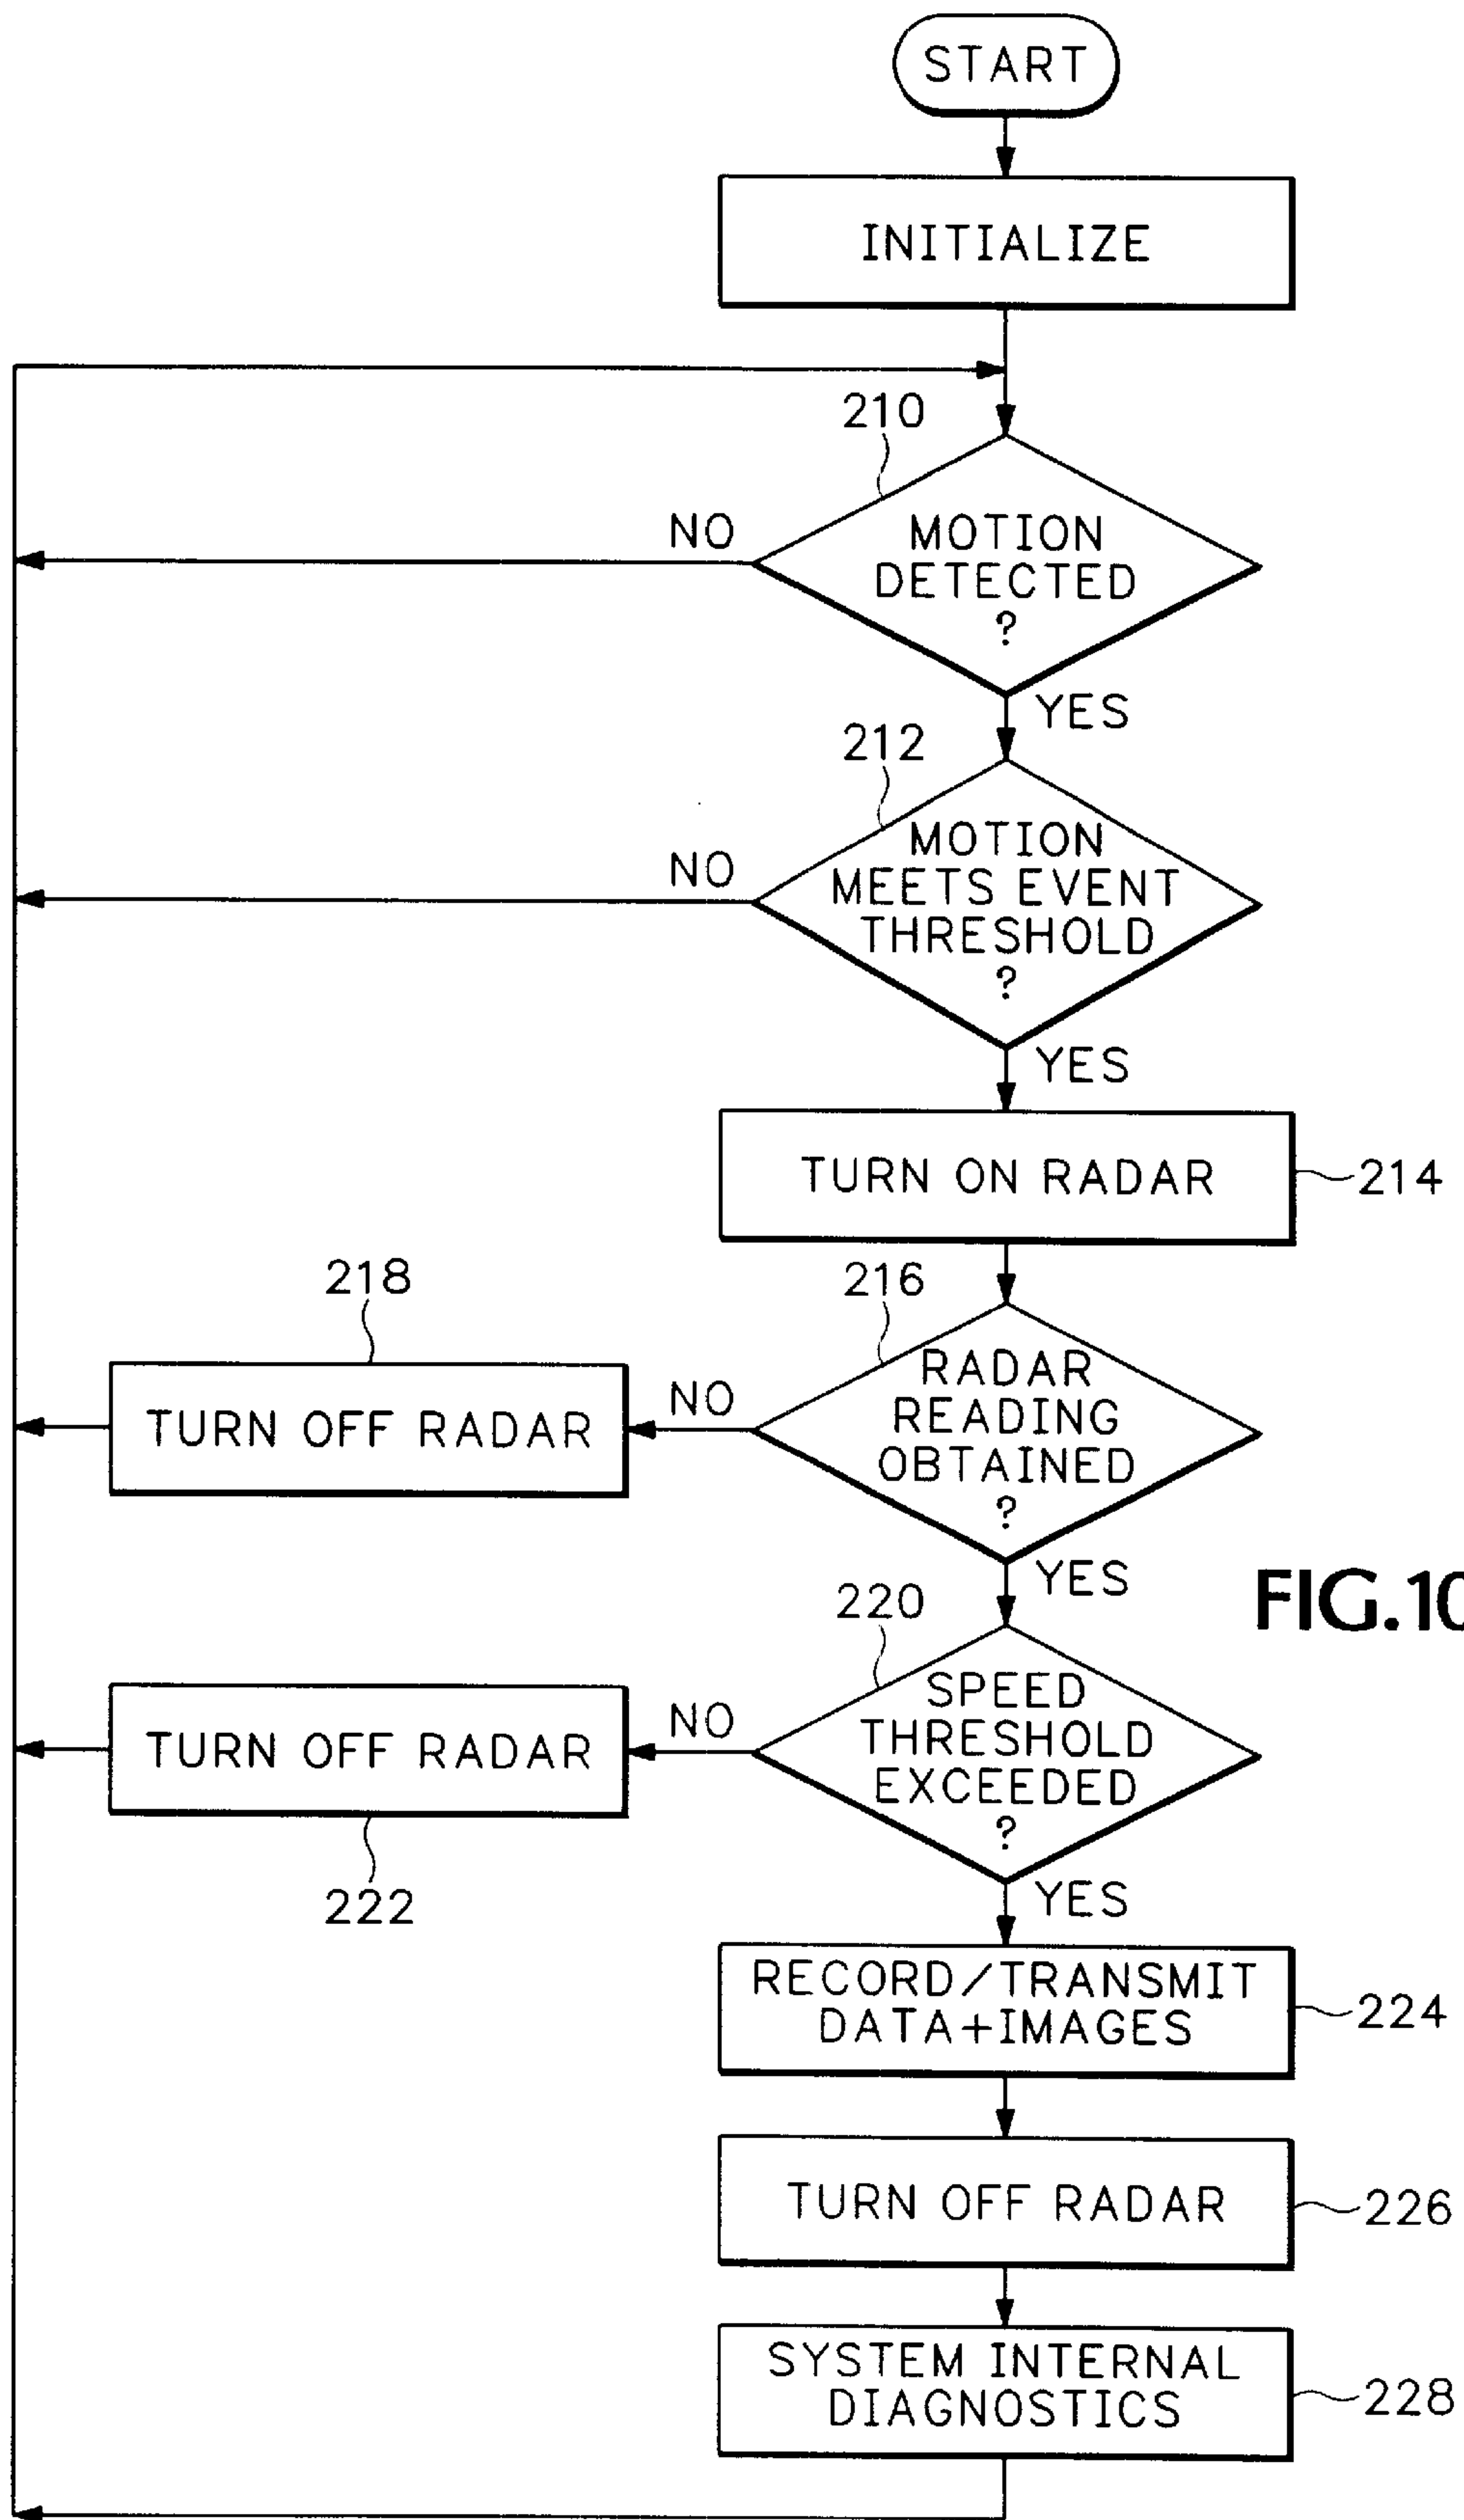 START
INITIALIZE
210
NO
MOTION
DETECTED
?
YES
212
NO
MOTION
MEETS EVENT
THRESHOLD
?
YES
TURN ON RADAR
214
218
216
TURN OFF RADAR
NO
RADAR
READING
OBTAINED
?
YES
FIG.10
220
TURN OFF RADAR
NO
SPEED
THRESHOLD
EXCEEDED
?
222
YES
RECORD/TRANSMIT
DATA+IMAGES
224
TURN OFF RADAR
226
SYSTEM INTERNAL
DIAGNOSTICS
228